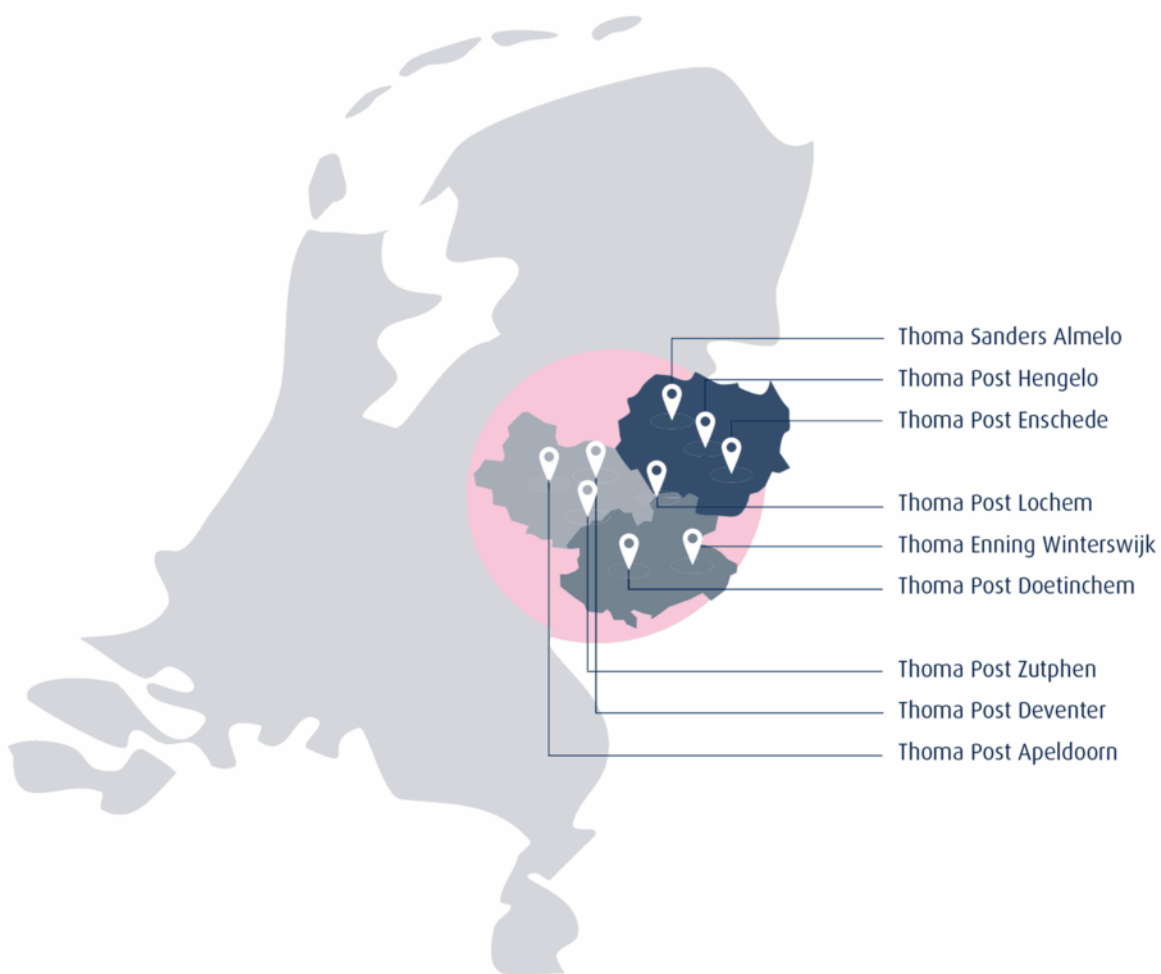 Thoma Sanders Almelo
Thoma Post Hengelo
Thoma Post Enschede
Thoma Post Lochem
Thoma Enning Winterswijk
Thoma Post Doetinchem
Thoma Post Zutphen
Thoma Post Deventer
Thoma Post Apeldoorn